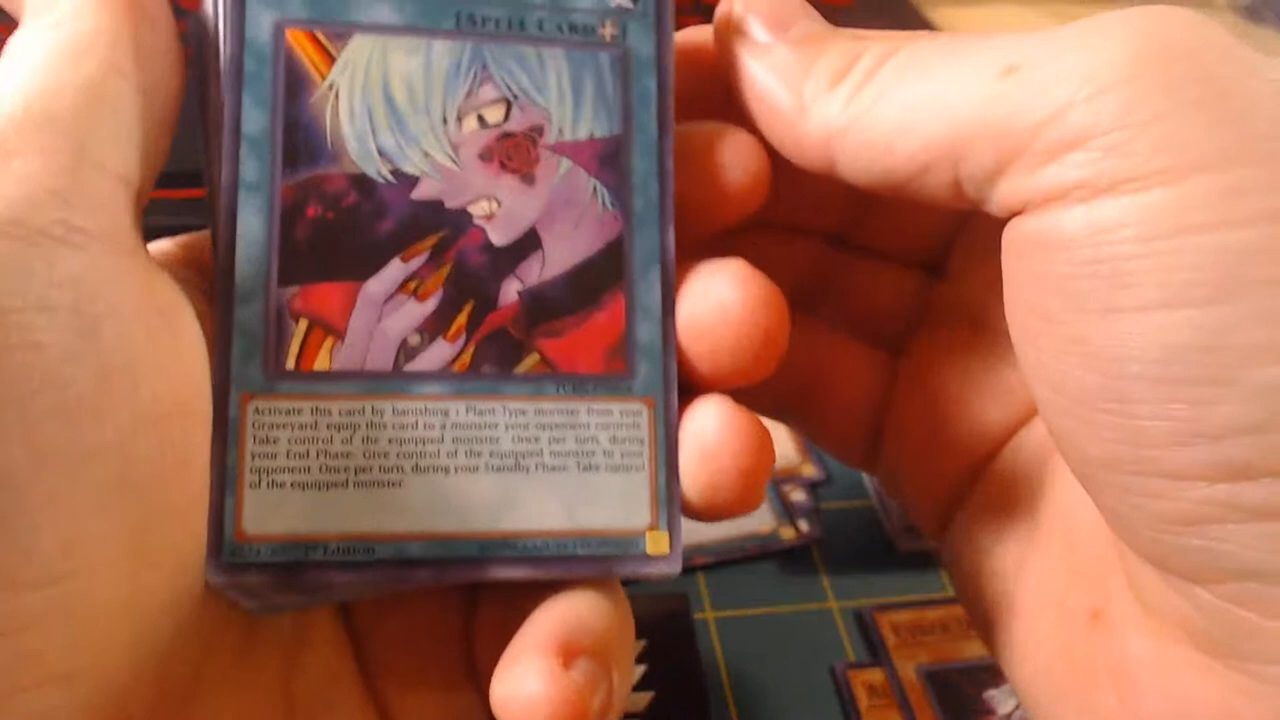 [SPELL CARD
Activate this card by banishing 1 Plant-Type monster from your
Graveyard; equip this card to a monster your opponent controls.
Take control of the equipped monster. Once per turn, during
your End Phase: Give control of the equipped monster to your
opponent. Once per turn, during your Standby Phase: Take control
of the equipped monster.
1st Edition